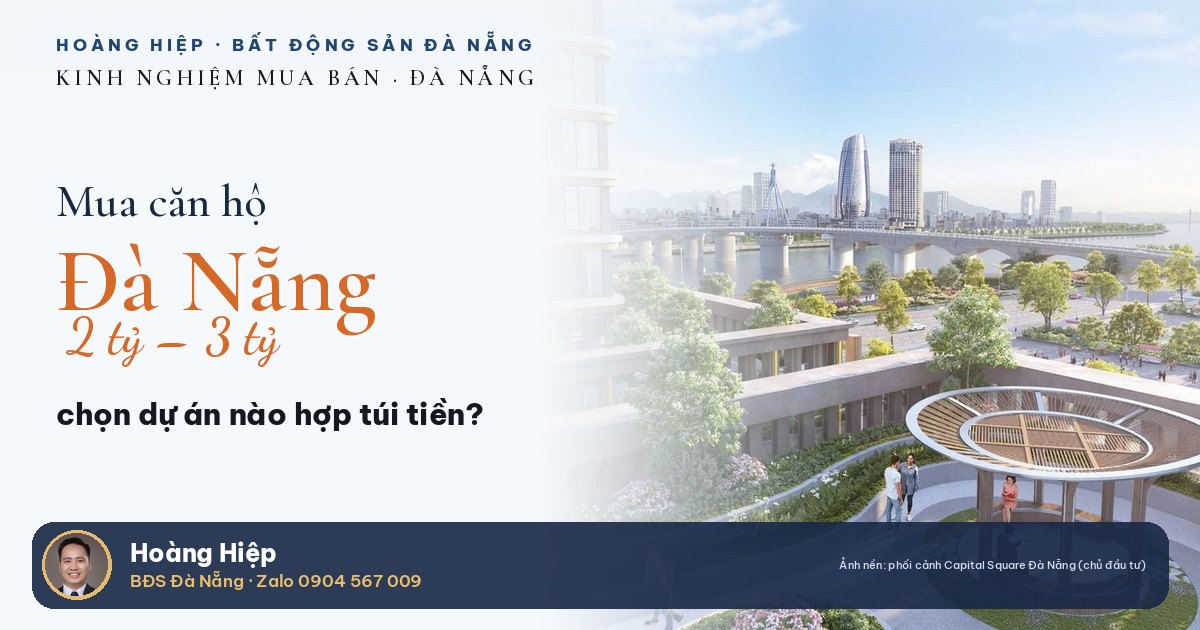 HOÀNG HIỆP · BẤT ĐỘNG SẢN ĐÀ NẴNG
KINH NGHIỆM MUA BÁN · ĐÀ NẴNG
Mua căn hộ
Đà Nẵng
2 tỷ – 3 tỷ
chọn dự án nào hợp túi tiền?
Hoàng Hiệp
BĐS Đà Nẵng · Zalo 0904 567 009
Ảnh nền: phối cảnh Capital Square Đà Nẵng (chủ đầu tư)